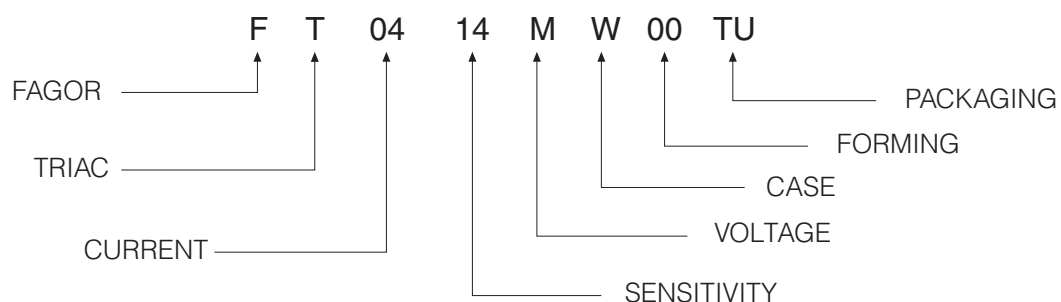 F T 04 14 M W 00 TU
FAGOR
PACKAGING
FORMING
TRIAC
CASE
VOLTAGE
CURRENT
SENSITIVITY